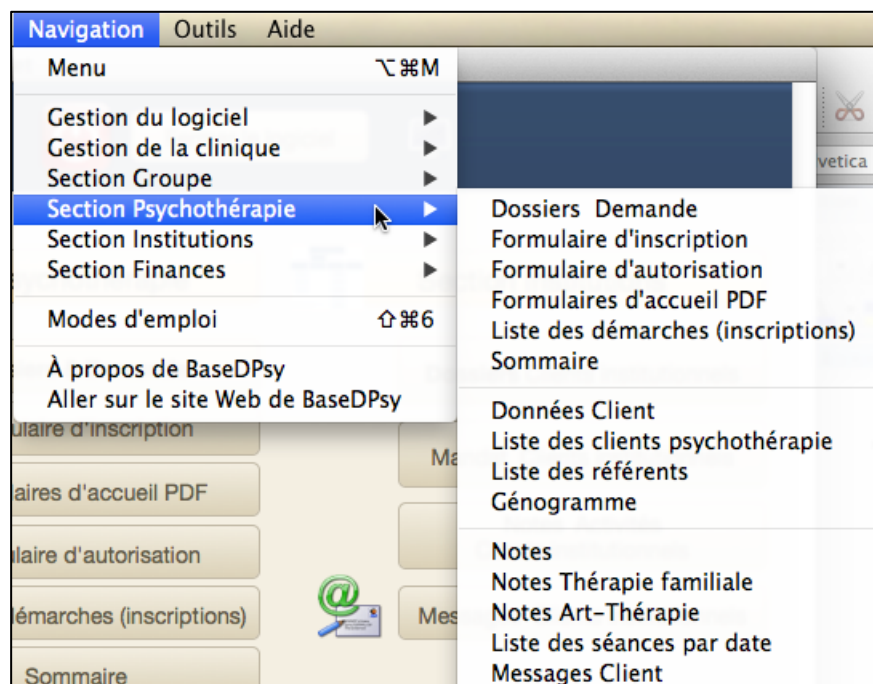 Navigation Outils Aide
Menu ⌥⌘M
Gestion du logiciel
Gestion de la clinique
Section Groupe
Section Psychothérapie
Section Institutions
Section Finances
Modes d'emploi ⇧⌘6
À propos de BaseDPsy
Aller sur le site Web de BaseDPsy
Dossiers Demande
Formulaire d'inscription
Formulaire d'autorisation
Formulaires d'accueil PDF
Liste des démarches (inscriptions)
Sommaire
Données Client
Liste des clients psychothérapie
Liste des référents
Génogramme
Notes
Notes Thérapie familiale
Notes Art-Thérapie
Liste des séances par date
Messages Client
vetica
ulaire d'inscription
aires d'accueil PDF
laire d'autorisation
émarches (inscriptions)
Sommaire
Ma
Mes